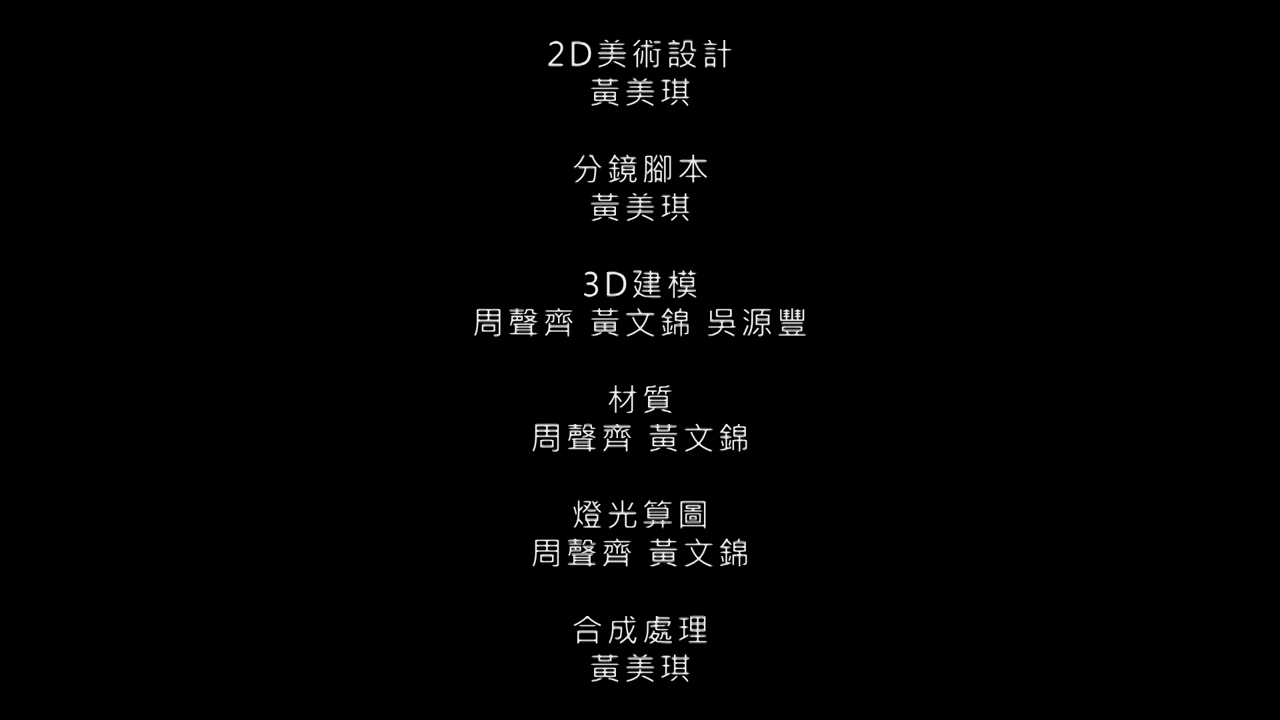 2D美術設計
黃美琪
分鏡腳本
黃美琪
3D建模
周聲齊 黃文錦 吳源豐
材質
周聲齊 黃文錦
燈光算圖
周聲齊 黃文錦
合成處理
黃美琪